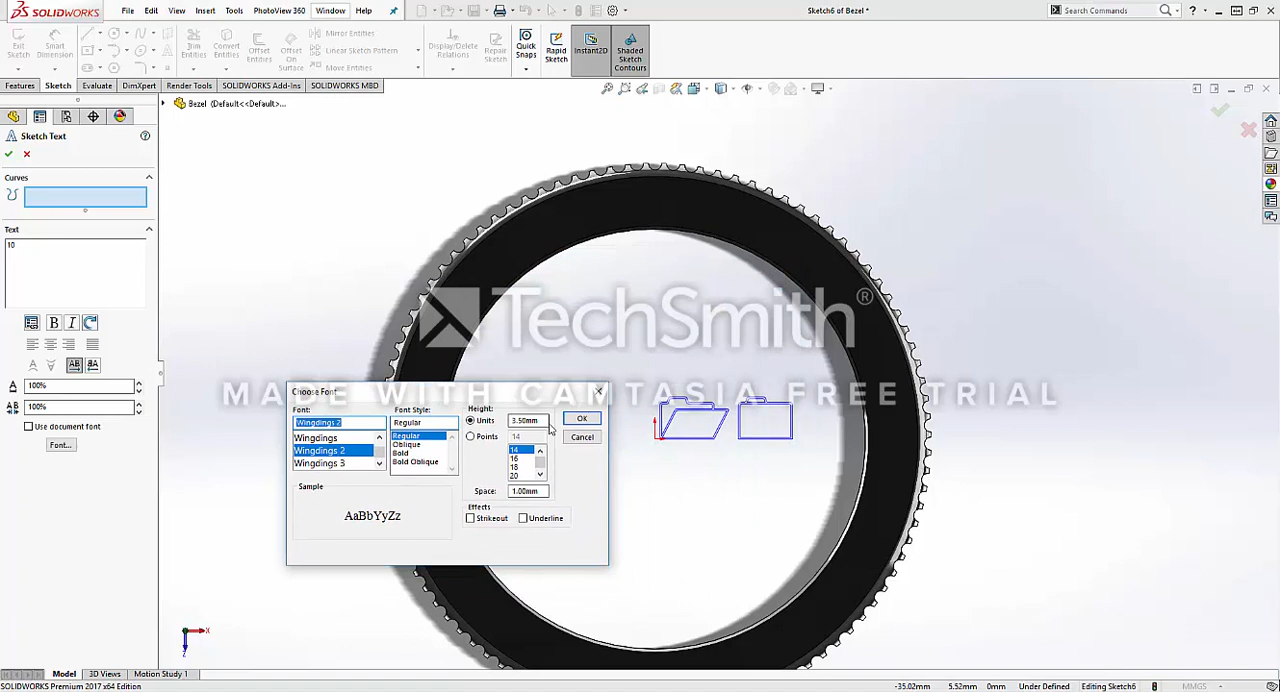 SOLIDWORKS
File Edit View Insert Tools PhotoView 360 Window Help
Sketch6 of Bezel *
Search Commands
Exit Sketch
Smart Dimension
Trim Entities
Convert Entities
Offset Entities
Offset On Surface
Mirror Entities
Linear Sketch Pattern
Move Entities
Display/Delete Relations
Repair Sketch
Quick Snaps
Rapid Sketch
Instant2D
Shaded Sketch Contours
Features Sketch Evaluate DimXpert Render Tools SOLIDWORKS Add-Ins SOLIDWORKS MBD
Bezel (Default<<Default>...
Sketch Text
Curves
Text
10
B I
AB
100%
100%
Use document font
Font...
TechSmith®
MADE WITH CAMTASIA FREE TRIAL
Choose Font
Font:
Wingdings 2
Wingdings
Wingdings 2
Wingdings 3
Font Style:
Regular
Regular
Oblique
Bold
Bold Oblique
Height:
Units 3.50mm
Points 14
14
16
18
20
Space: 1.00mm
OK
Cancel
Sample
AaBbYyZz
Effects
Strikeout Underline
X
Z
Model 3D Views Motion Study 1
SOLIDWORKS Premium 2017 x64 Edition
-35.02mm 5.52mm 0mm Under Defined Editing Sketch6 MMGS